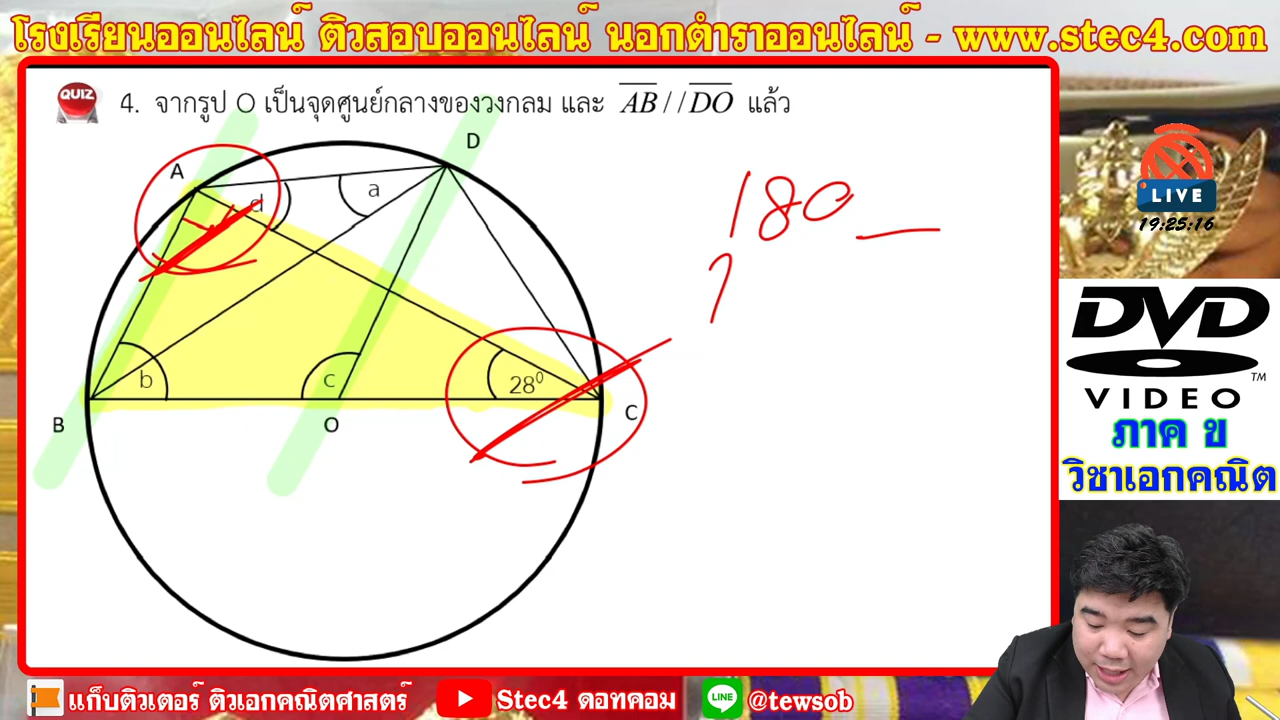 โรงเรียนออนไลน์ ติวสอบออนไลน์ นอกตำราออนไลน์ - www.stec4.com
QUIZ
4. จากรูป O เป็นจุดศูนย์กลางของวงกลม และ AB//DO แล้ว
D
A
d
a
180
b
c
28⁰
B
O
C
LIVE
19:25:16
DVD
VIDEO
TM
ภาค ข
วิชาเอกคณิต
แก็บติวเตอร์ ติวเอกคณิตศาสตร์
Stec4 ดอทคอม
LINE
@tewsob